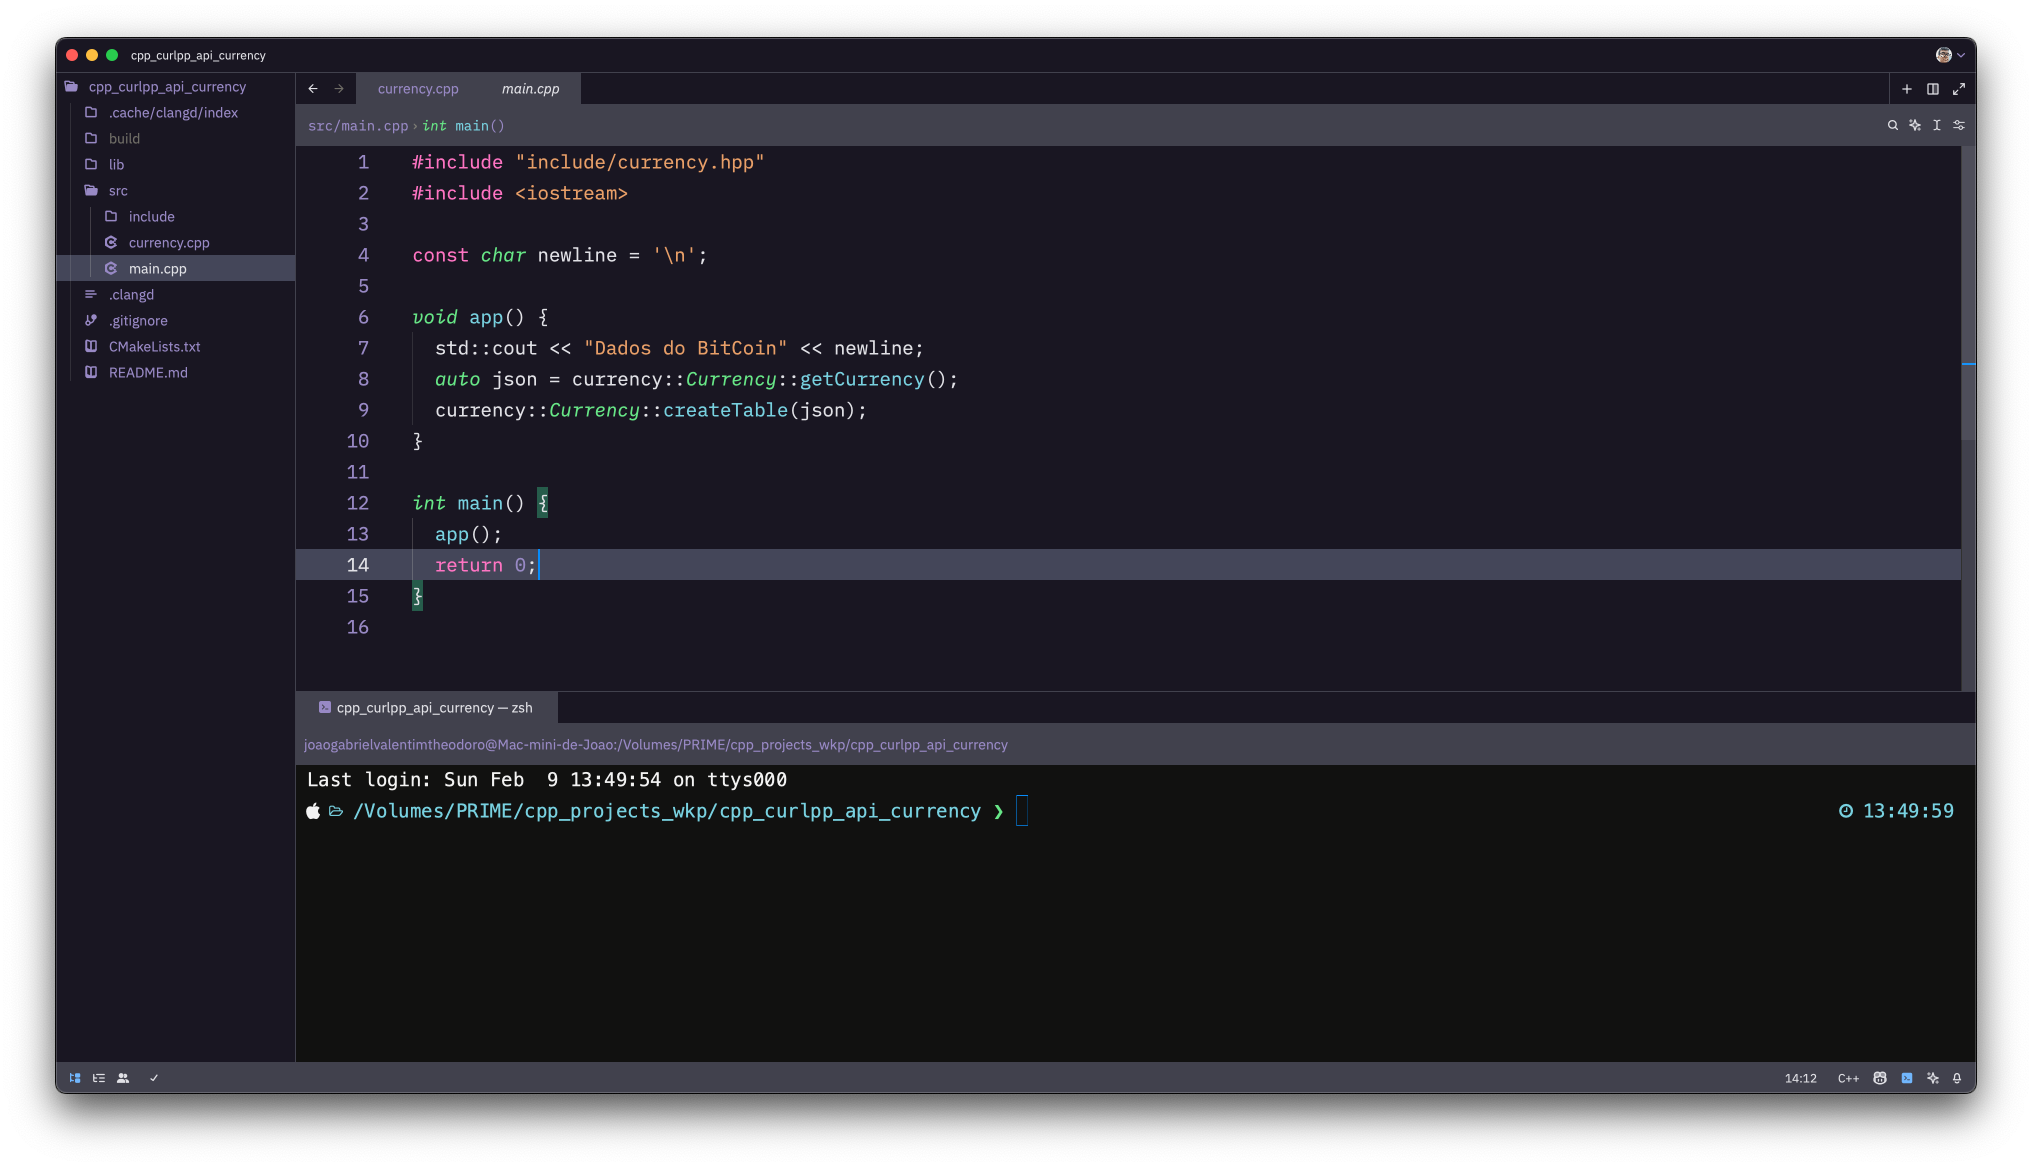 cpp_curlpp_api_currency
cpp_curlpp_api_currency
.cache/clangd/index
build
lib
src
include
currency.cpp
main.cpp
.clangd
.gitignore
CMakeLists.txt
README.md
currency.cpp main.cpp
src/main.cpp › int main()
1 #include "include/currency.hpp"
2 #include <iostream>
3
4 const char newline = '\n';
5
6 void app() {
7 std::cout << "Dados do BitCoin" << newline;
8 auto json = currency::Currency::getCurrency();
9 currency::Currency::createTable(json);
10 }
11
12 int main() {
13 app();
14 return 0;
15 }
16
cpp_curlpp_api_currency — zsh
joaogabrielvalentimtheodoro@Mac-mini-de-Joao:/Volumes/PRIME/cpp_projects_wkp/cpp_curlpp_api_currency
Last login: Sun Feb  9 13:49:54 on ttys000
/Volumes/PRIME/cpp_projects_wkp/cpp_curlpp_api_currency ❯ 13:49:59
14:12 C++